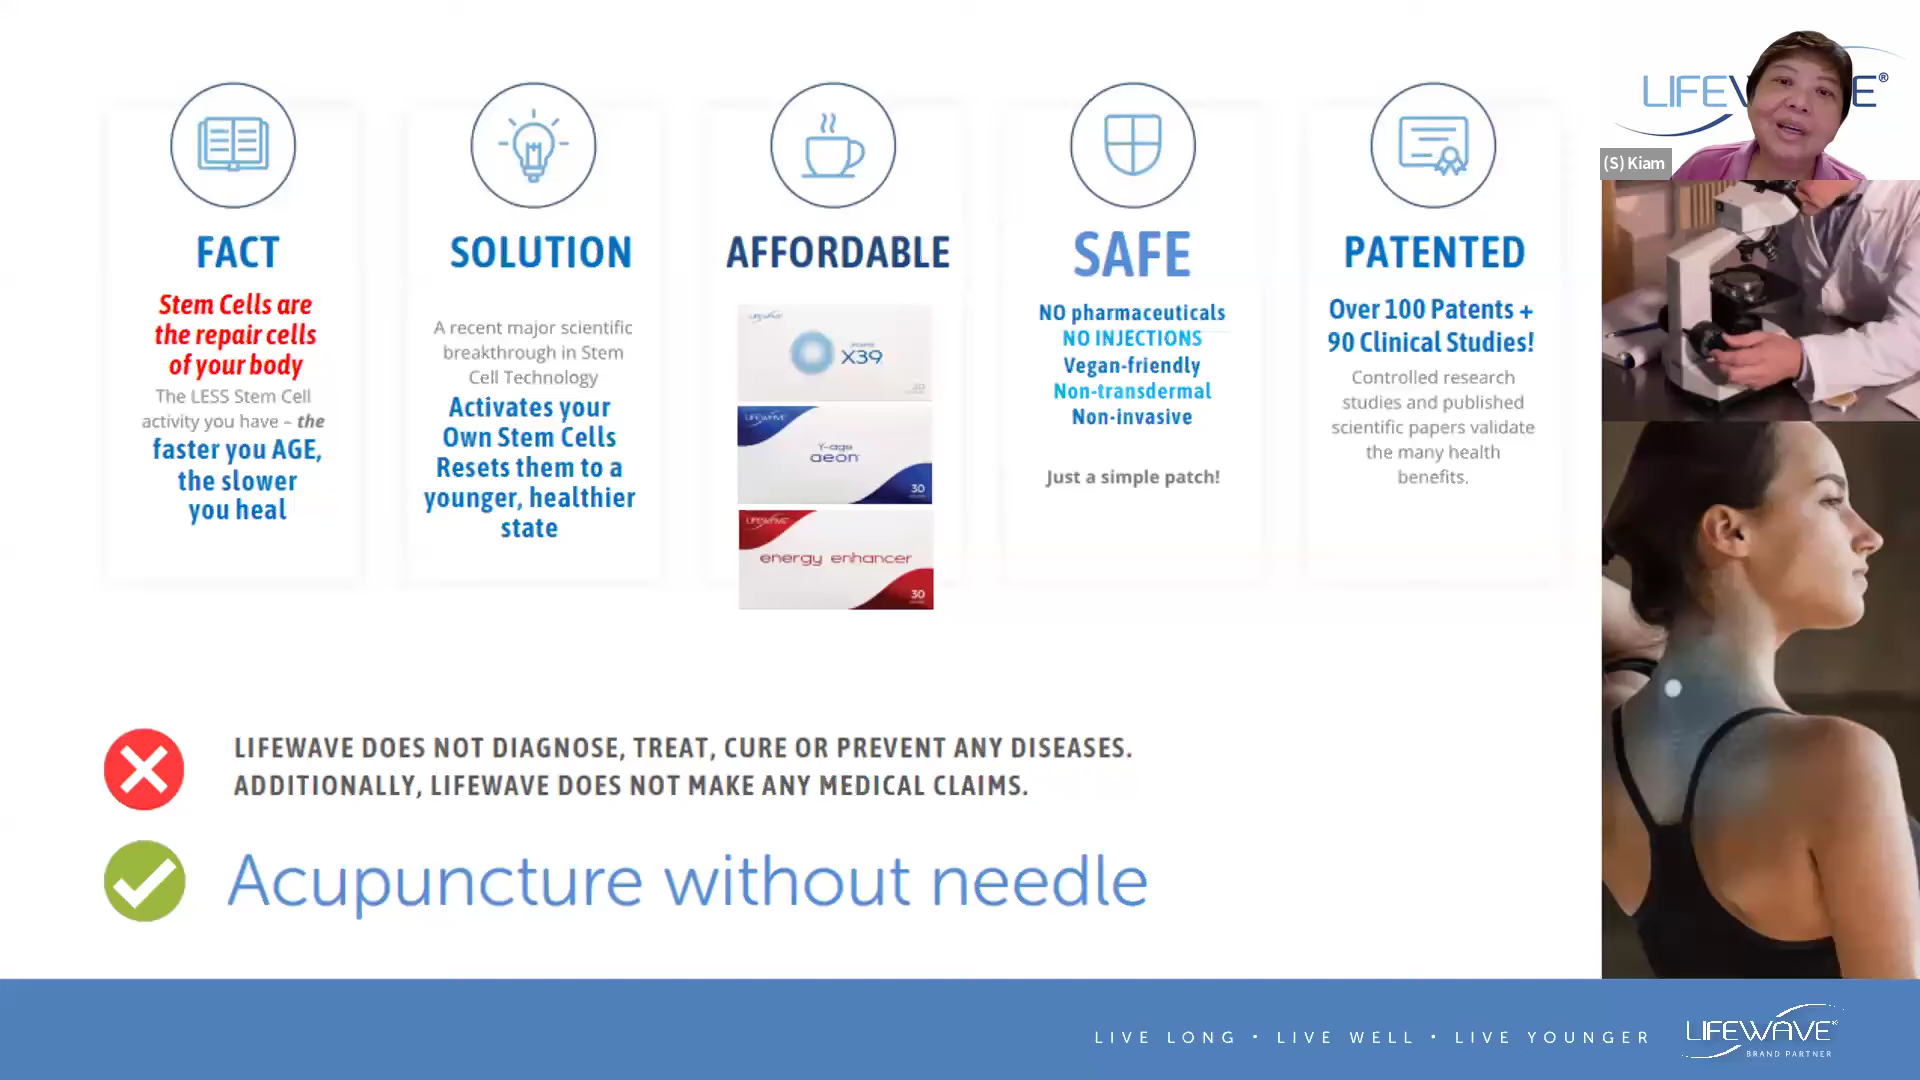 FACT
Stem Cells are
the repair cells
of your body
The LESS Stem Cell
activity you have – the
faster you AGE,
the slower
you heal
SOLUTION
A recent major scientific
breakthrough in Stem
Cell Technology
Activates your
Own Stem Cells
Resets them to a
younger, healthier
state
AFFORDABLE
LIFEWAVE
X39
30
LIFEWAVE
Y-age
aeon
30
LIFEWAVE
energy enhancer
30
SAFE
NO pharmaceuticals
NO INJECTIONS
Vegan-friendly
Non-transdermal
Non-invasive
Just a simple patch!
PATENTED
Over 100 Patents +
90 Clinical Studies!
Controlled research
studies and published
scientific papers validate
the many health
benefits.
(S) Kiam
LIFEWAVE DOES NOT DIAGNOSE, TREAT, CURE OR PREVENT ANY DISEASES.
ADDITIONALLY, LIFEWAVE DOES NOT MAKE ANY MEDICAL CLAIMS.
Acupuncture without needle
LIVE LONG • LIVE WELL • LIVE YOUNGER
LIFEWAVE
BRAND PARTNER